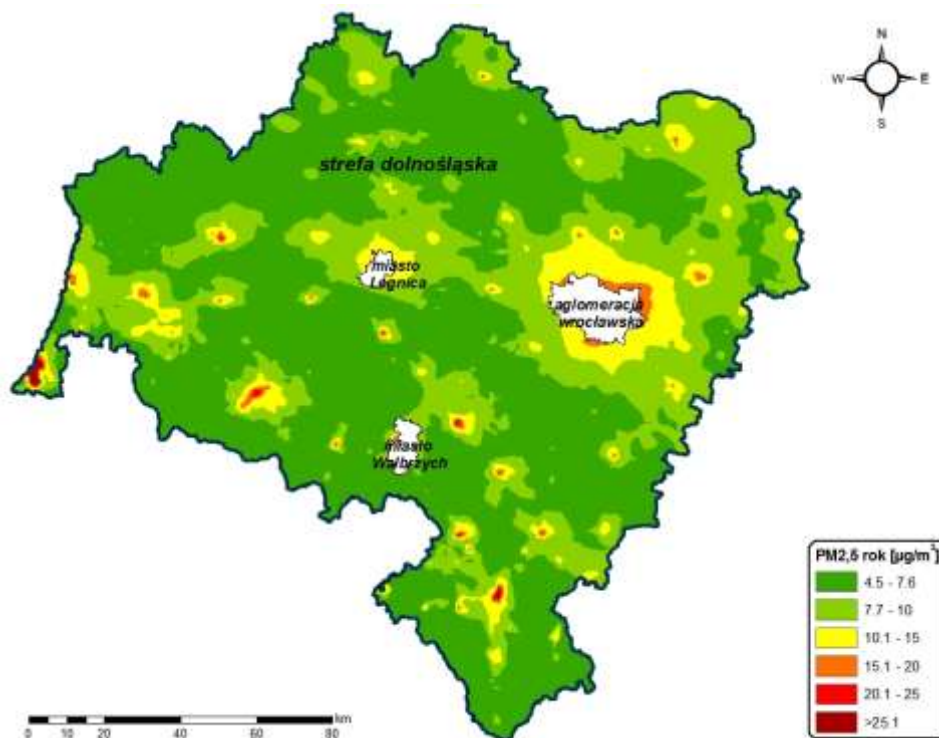 N
W E
S
strefa dolnośląska
miasto
Legnica
aglomeracja
wrocławska
miasto
Wałbrzych
PM2,5 rok [µg/m³]
4.5 - 7.6
7.7 - 10
10.1 - 15
15.1 - 20
20.1 - 25
>25.1
km
0 10 20 40 60 80